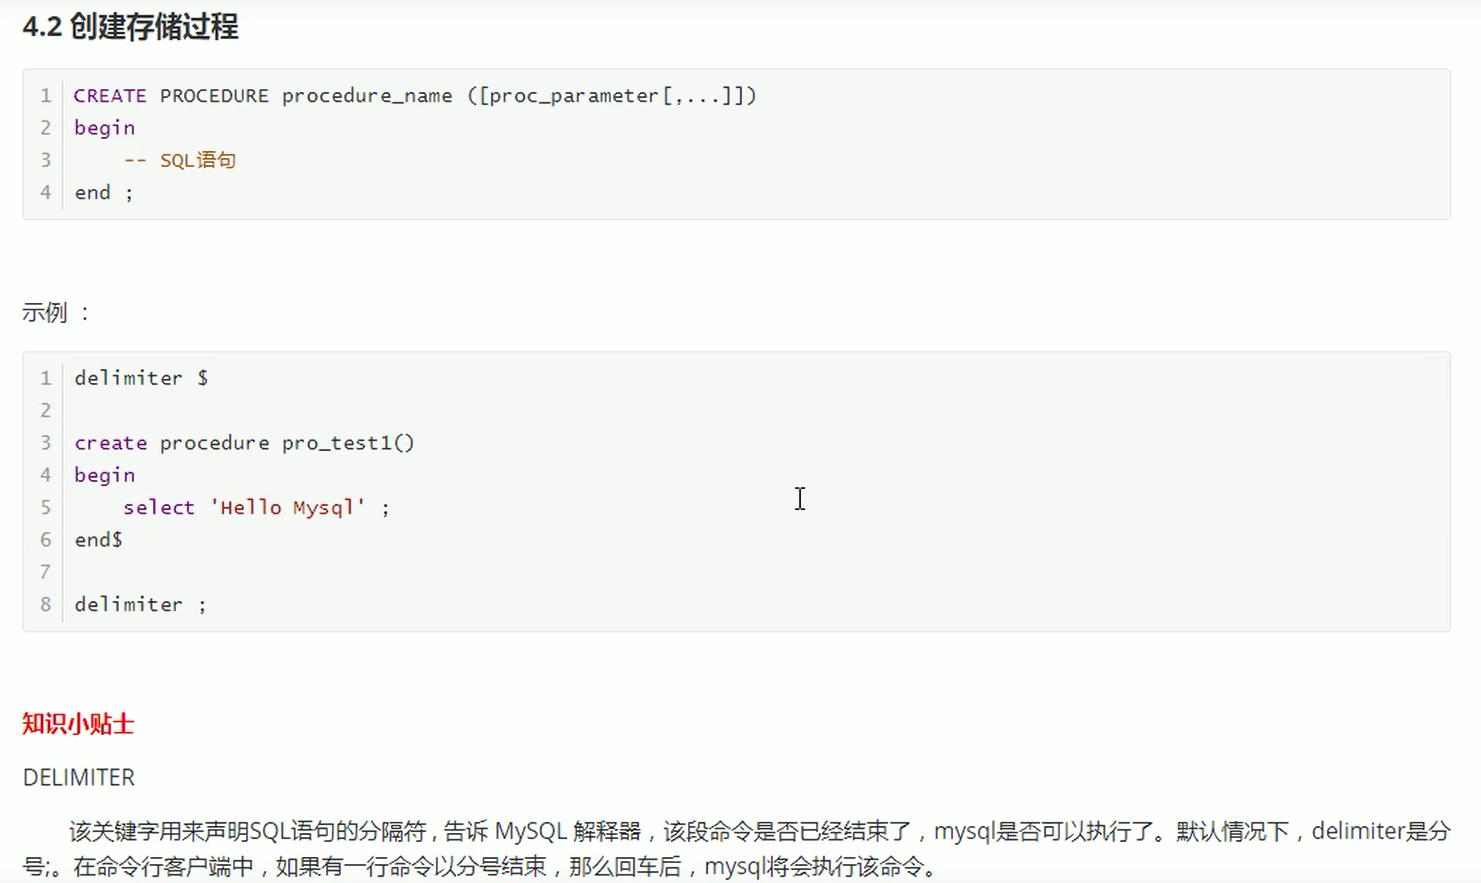 4.2 创建存储过程
1 CREATE PROCEDURE procedure_name ([proc_parameter[,...]])
2 begin
3 -- SQL语句
4 end ;
示例 ：
1 delimiter $
2
3 create procedure pro_test1()
4 begin
5 select 'Hello Mysql' ;
6 end$
7
8 delimiter ;
知识小贴士
DELIMITER
该关键字用来声明SQL语句的分隔符 , 告诉 MySQL 解释器，该段命令是否已经结束了，mysql是否可以执行了。默认情况下，delimiter是分
号;。在命令行客户端中，如果有一行命令以分号结束，那么回车后，mysql将会执行该命令。